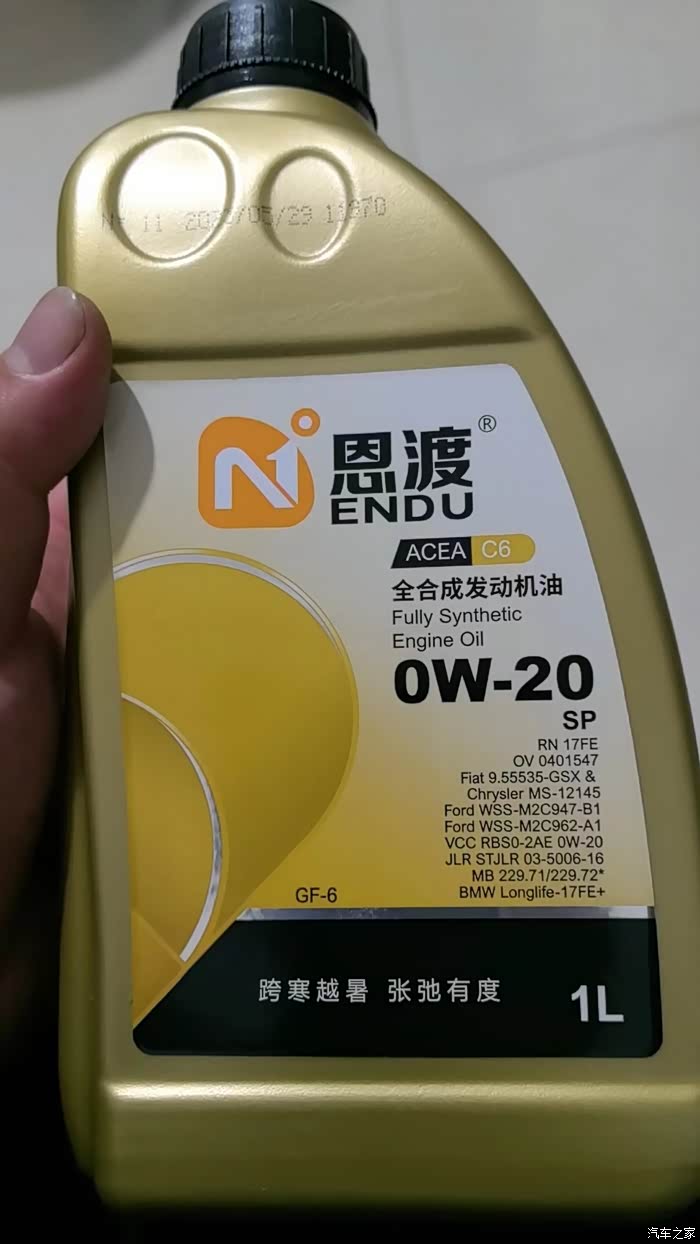 N# 11 11370
N1
恩渡®
ENDU
ACEA C6
全合成发动机油
Fully Synthetic
Engine Oil
0W-20
SP
RN 17FE
OV 0401547
Fiat 9.55535-GSX &
Chrysler MS-12145
Ford WSS-M2C947-B1
Ford WSS-M2C962-A1
VCC RBS0-2AE 0W-20
JLR STJLR 03-5006-16
MB 229.71/229.72*
BMW Longlife-17FE+
GF-6
跨寒越暑 张弛有度
1L
汽车之家